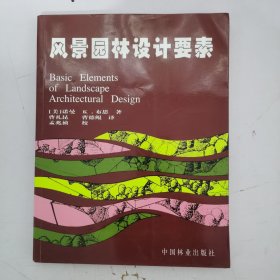 风景园林设计要素
Basic Elements
of Landscape
Architectural Design
[美]诺曼 K.布思 著
曹礼昆 曹德鲲 译
孟兆祯 校
中国林业出版社